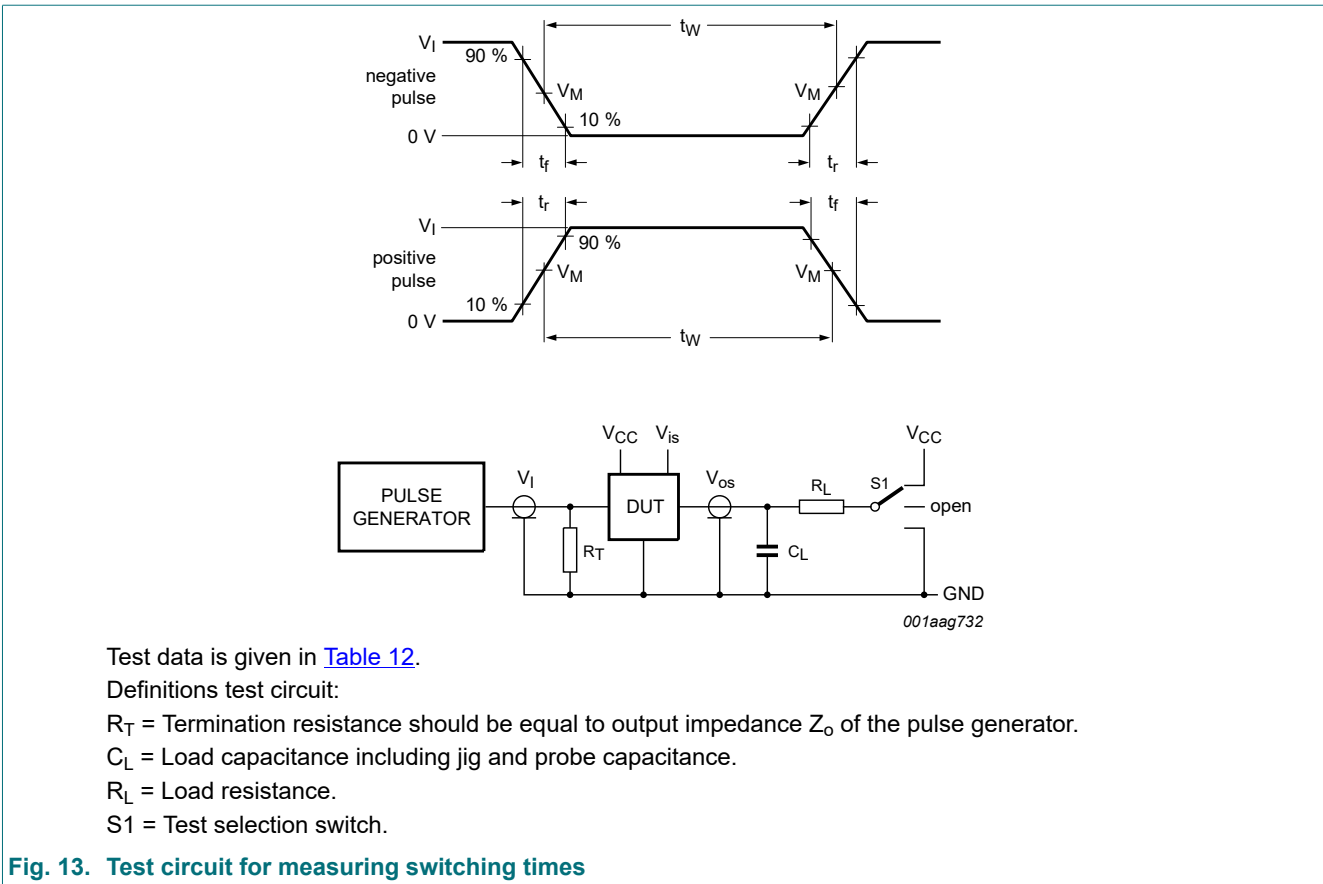 tW
VI
90 %
negative
pulse
VM
VM
10 %
0 V
tf
tr
tr
tf
VI
90 %
positive
pulse
VM
VM
10 %
0 V
tW
VCC
Vis
VCC
PULSE
GENERATOR
VI
DUT
Vos
RL
S1
open
RT
CL
GND
001aag732
Test data is given in Table 12.
Definitions test circuit:
RT = Termination resistance should be equal to output impedance Zo of the pulse generator.
CL = Load capacitance including jig and probe capacitance.
RL = Load resistance.
S1 = Test selection switch.
Fig. 13. Test circuit for measuring switching times